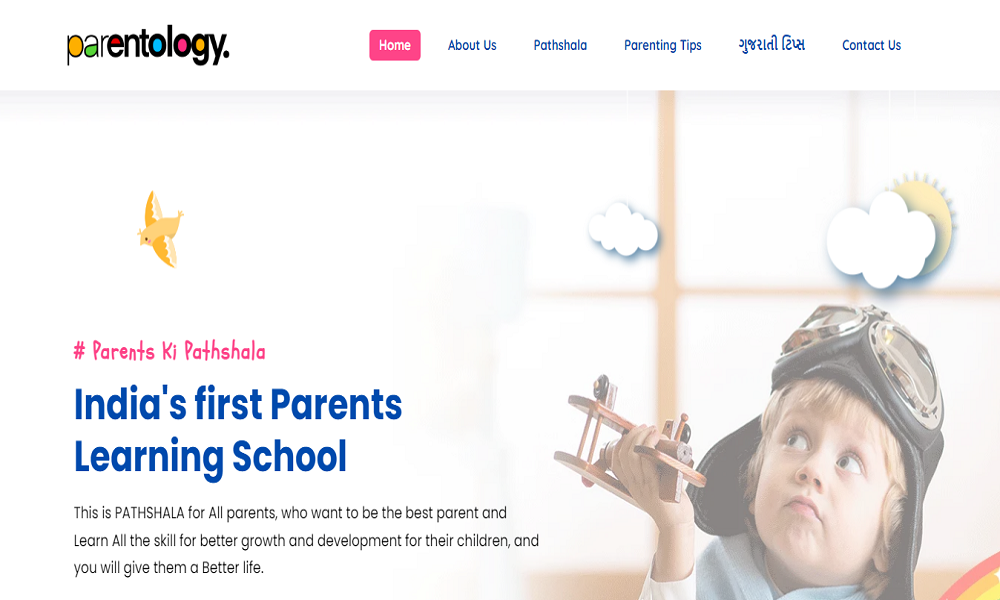 parentology.
Home About Us Pathshala Parenting Tips ગુજરાતી ટિપ્સ Contact Us
# Parents Ki Pathshala
India's first Parents
Learning School
This is PATHSHALA for All parents, who want to be the best parent and
Learn All the skill for better growth and development for their children, and
you will give them a Better life.